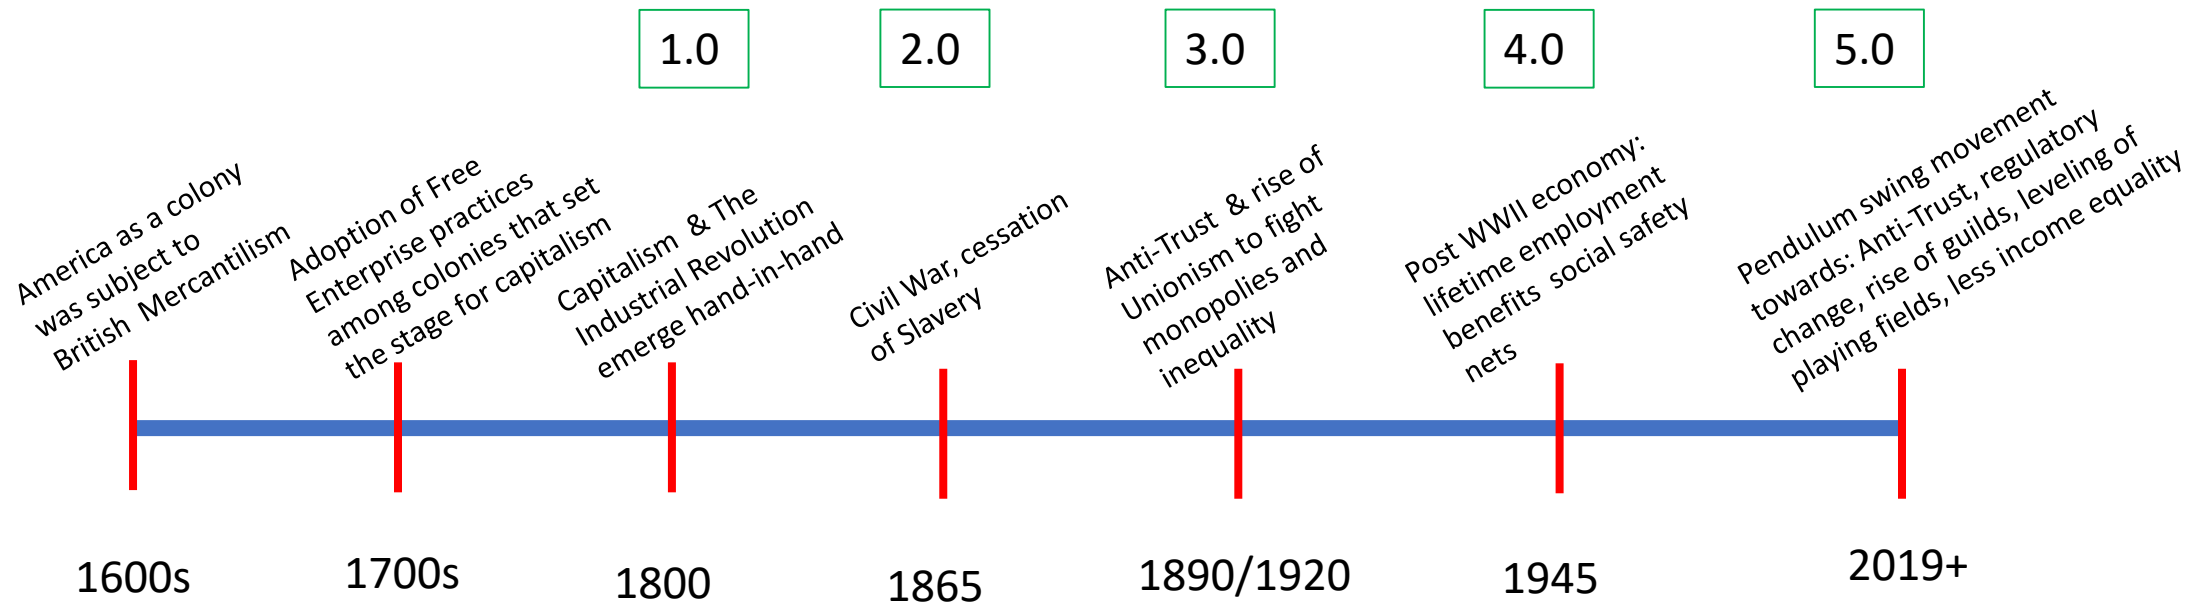 1.0
2.0
3.0
4.0
5.0
America as a colony
was subject to
British Mercantilism
Adoption of Free
Enterprise practices
among colonies that set
the stage for capitalism
Capitalism & The
Industrial Revolution
emerge hand-in-hand
Civil War, cessation
of Slavery
Anti-Trust & rise of
Unionism to fight
monopolies and
inequality
Post WWII economy:
lifetime employment
benefits social safety
nets
Pendulum swing movement
towards: Anti-Trust, regulatory
change, rise of guilds, leveling of
playing fields, less income equality
1600s
1700s
1800
1865
1890/1920
1945
2019+